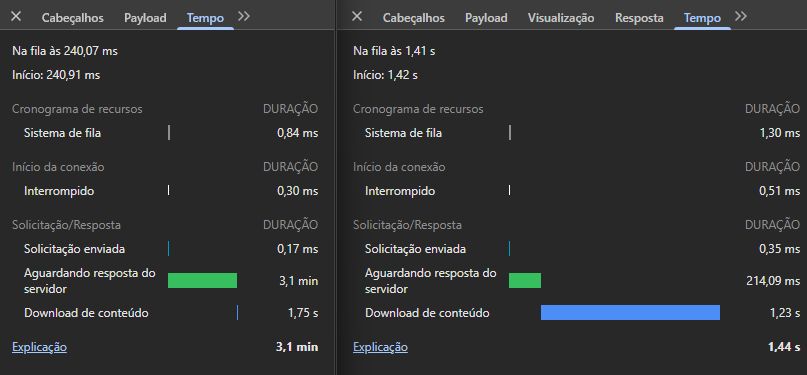 Cabeçalhos Payload Tempo
Na fila às 240,07 ms
Início: 240,91 ms
Cronograma de recursos DURAÇÃO
Sistema de fila 0,84 ms
Início da conexão DURAÇÃO
Interrompido 0,30 ms
Solicitação/Resposta DURAÇÃO
Solicitação enviada 0,17 ms
Aguardando resposta do
servidor 3,1 min
Download de conteúdo 1,75 s
Explicação 3,1 min
Cabeçalhos Payload Visualização Resposta Tempo
Na fila às 1,41 s
Início: 1,42 s
Cronograma de recursos DURAÇÃO
Sistema de fila 1,30 ms
Início da conexão DURAÇÃO
Interrompido 0,51 ms
Solicitação/Resposta DURAÇÃO
Solicitação enviada 0,35 ms
Aguardando resposta do
servidor 214,09 ms
Download de conteúdo 1,23 s
Explicação 1,44 s